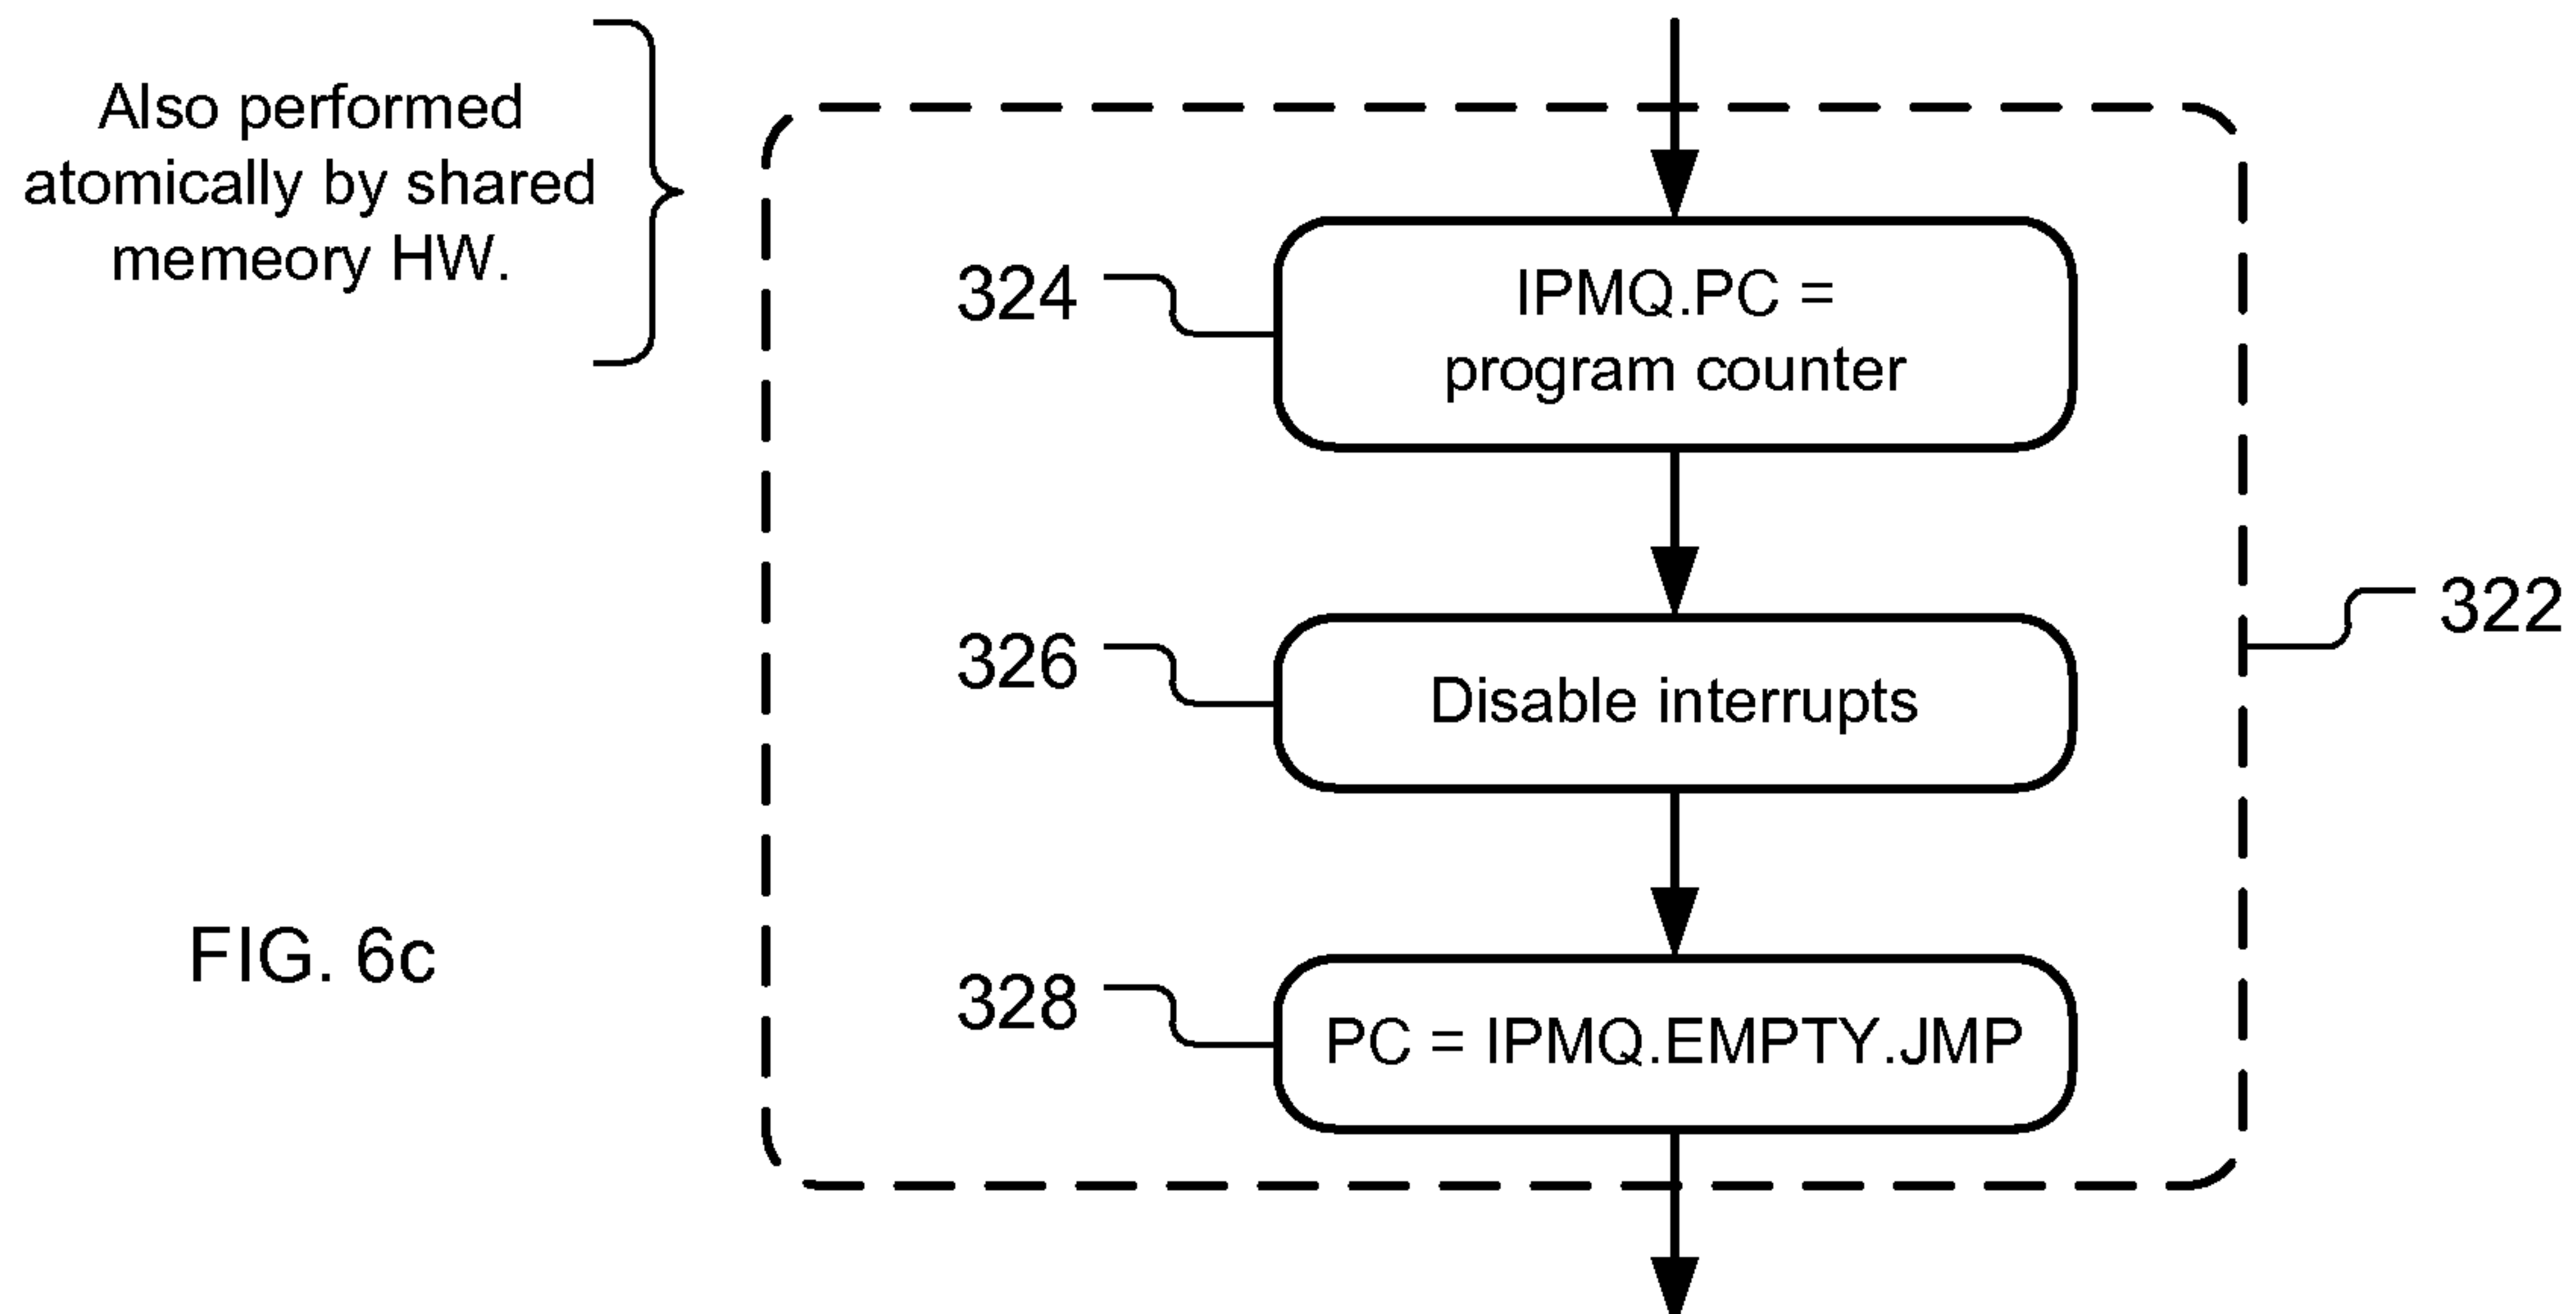 Also performed
atomically by shared
memeory HW.
324
IPMQ.PC =
program counter
326
Disable interrupts
322
328
PC = IPMQ.EMPTY.JMP
FIG. 6c